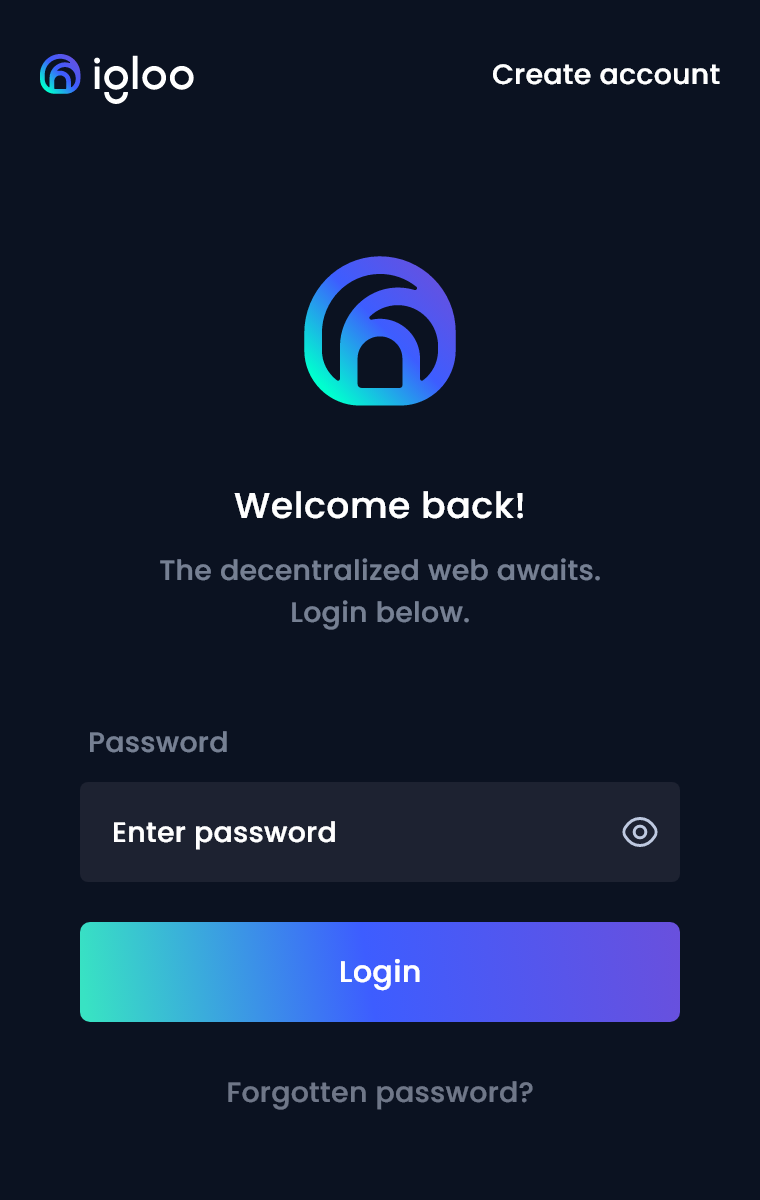 igloo
Create account
Welcome back!
The decentralized web awaits.
Login below.
Password
Enter password
Login
Forgotten password?